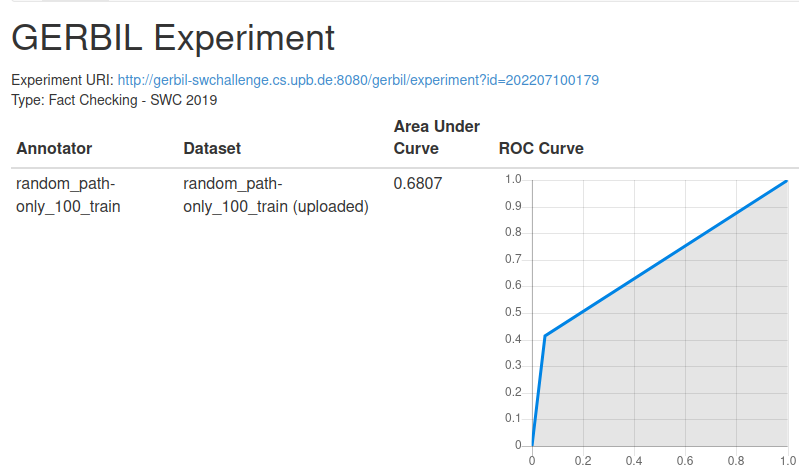 GERBIL Experiment
Experiment URI: http://gerbil-swchallenge.cs.upb.de:8080/gerbil/experiment?id=202207100179
Type: Fact Checking - SWC 2019
Annotator Dataset Area Under Curve ROC Curve
random_path-only_100_train random_path-only_100_train (uploaded) 0.6807
1.0
0.9
0.8
0.7
0.6
0.5
0.4
0.3
0.2
0.1
0
0 0.2 0.4 0.6 0.8 1.0